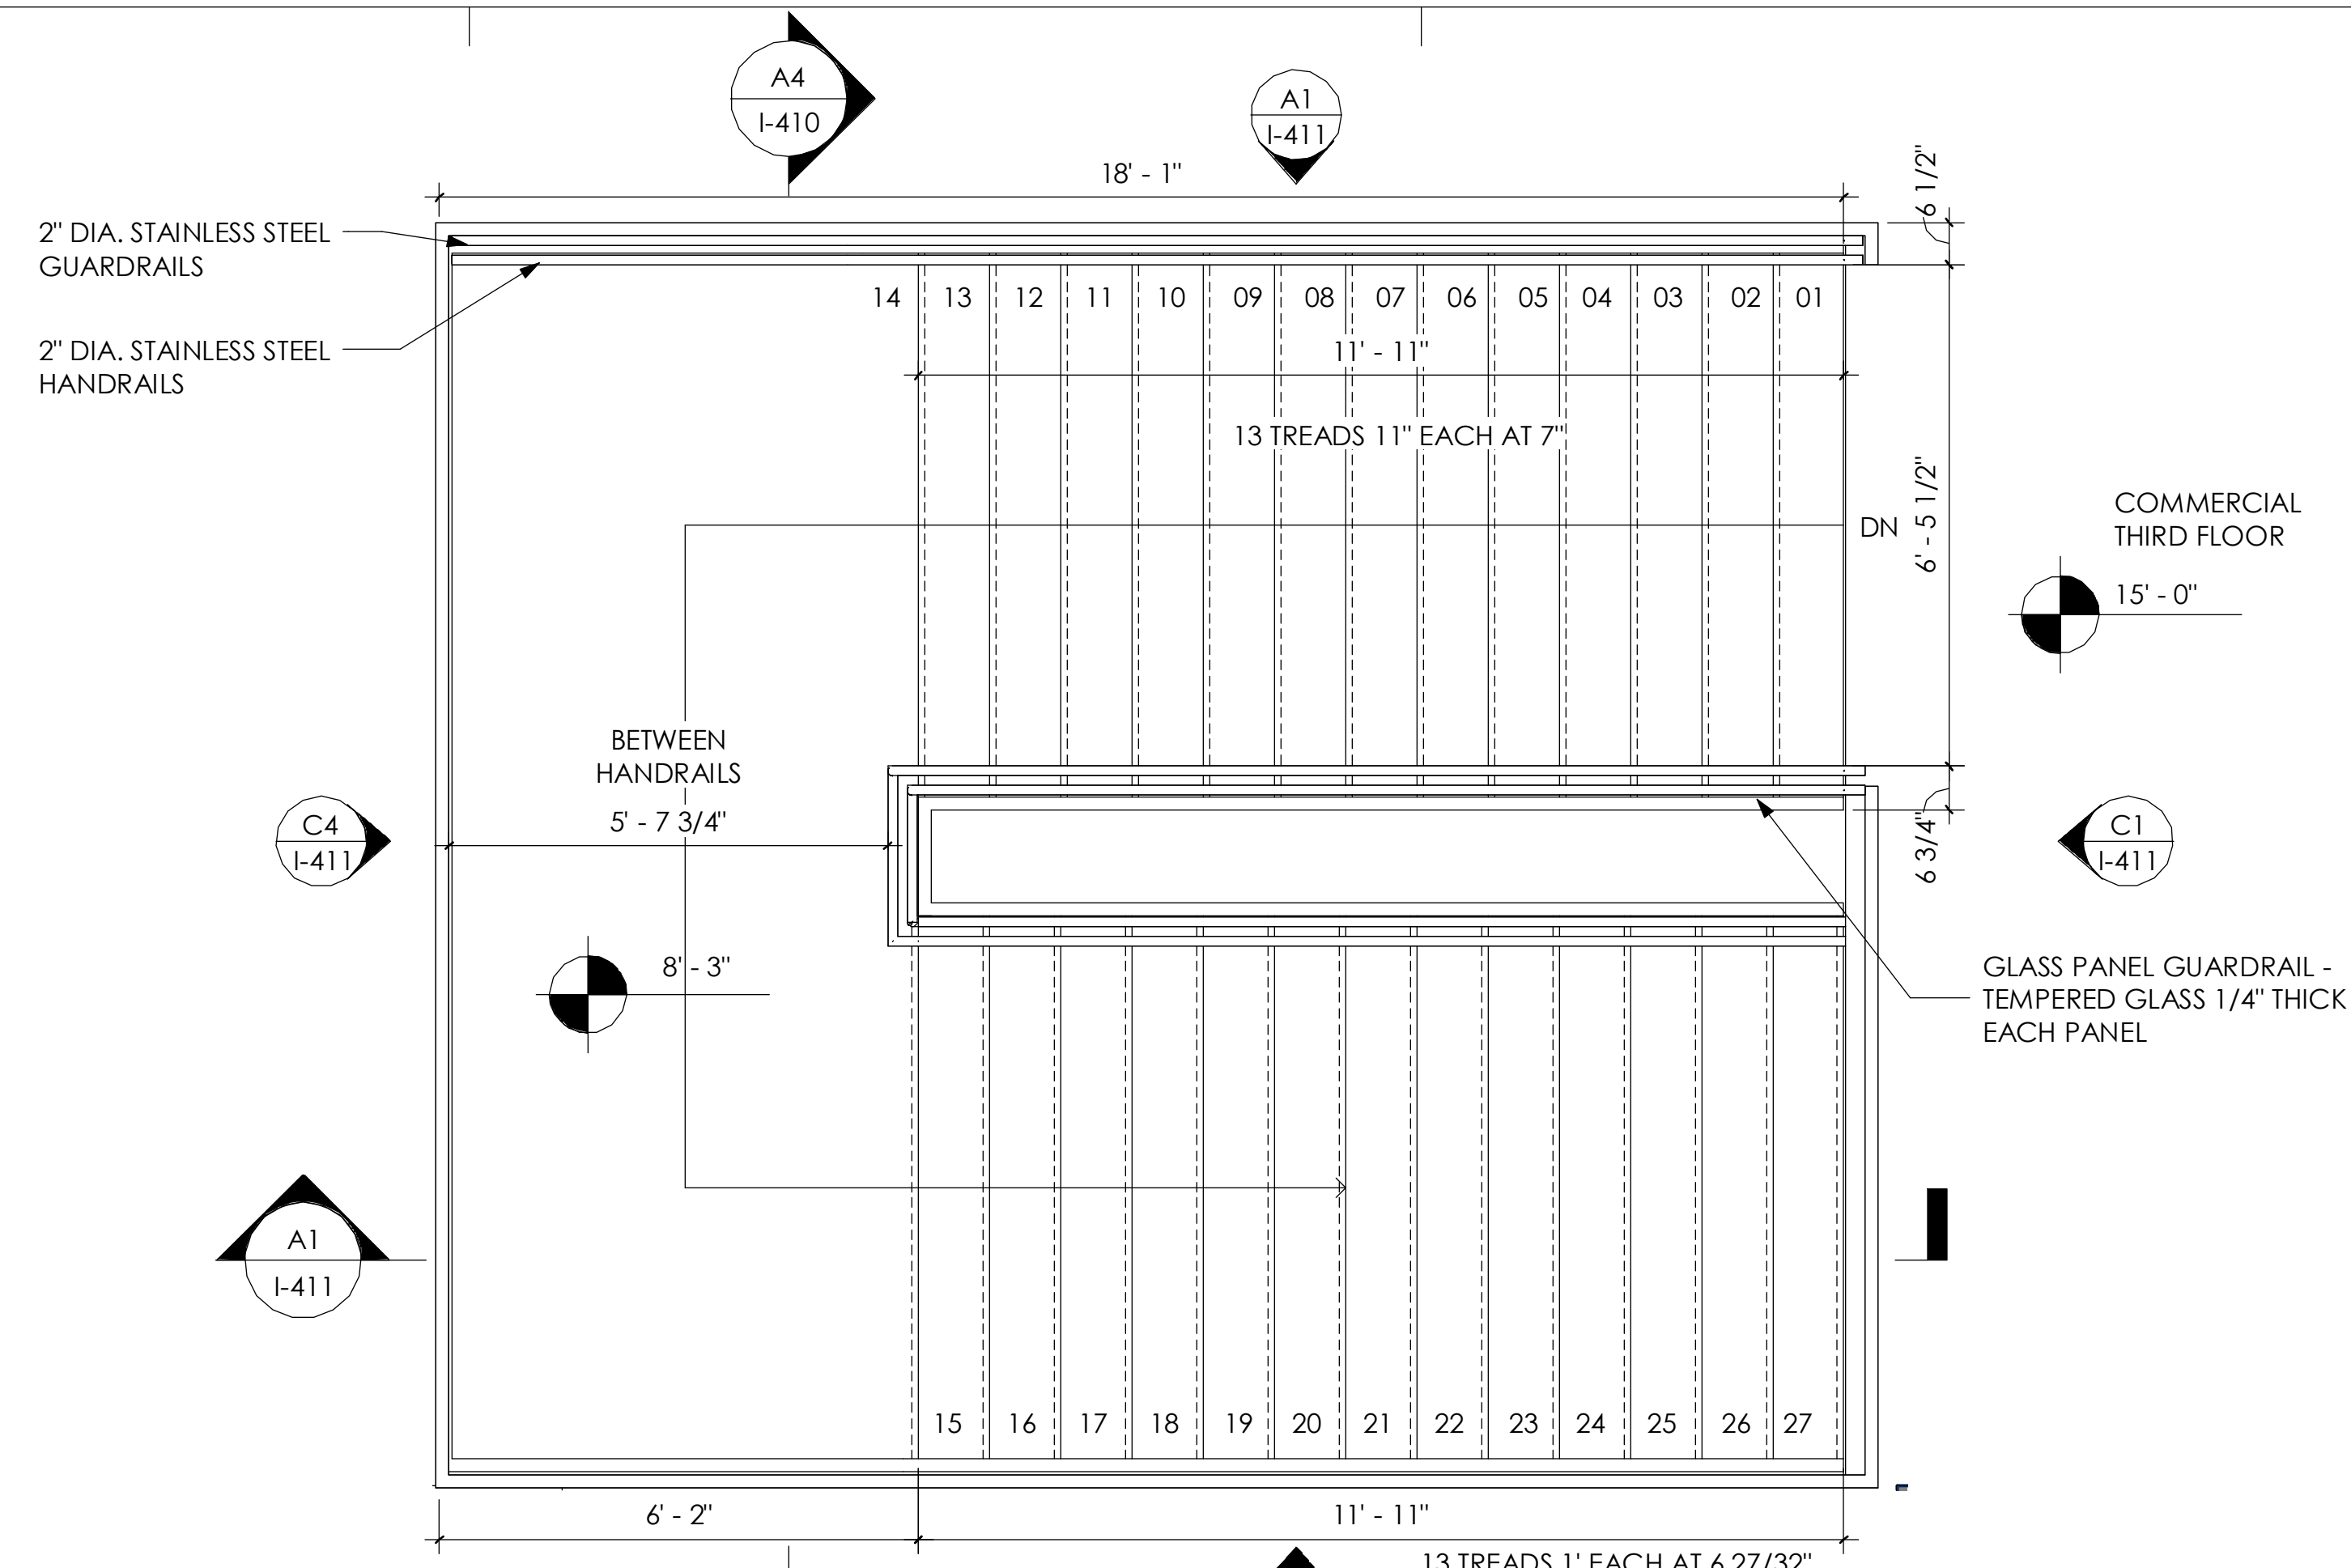 A4
I-410
A1
I-411
18' - 1"
6 1/2"
2" DIA. STAINLESS STEEL
GUARDRAILS
2" DIA. STAINLESS STEEL
HANDRAILS
14 13 12 11 10 09 08 07 06 05 04 03 02 01
11' - 11"
13 TREADS 11" EACH AT 7"
DN
6' - 5 1/2"
COMMERCIAL
THIRD FLOOR
15' - 0"
BETWEEN
HANDRAILS
5' - 7 3/4"
C4
I-411
6 3/4"
C1
I-411
8' - 3"
GLASS PANEL GUARDRAIL -
TEMPERED GLASS 1/4" THICK
EACH PANEL
A1
I-411
15 16 17 18 19 20 21 22 23 24 25 26 27
6' - 2"
11' - 11"
13 TREADS 1' EACH AT 6 27/32"